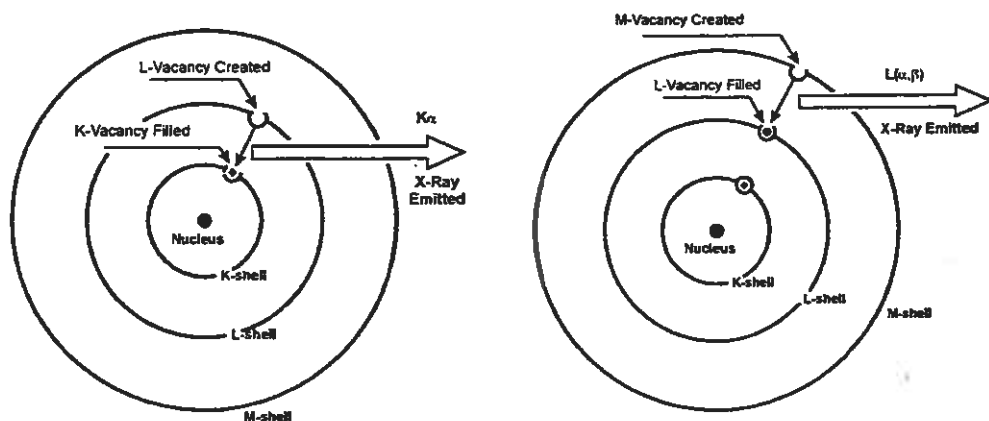 L-Vacancy Created
K-Vacancy Filled
Kα
X-Ray
Emitted
Nucleus
K-shell
L-shell
M-shell
M-Vacancy Created
L-Vacancy Filled
L(α,β)
X-Ray Emitted
Nucleus
K-shell
L-shell
M-shell